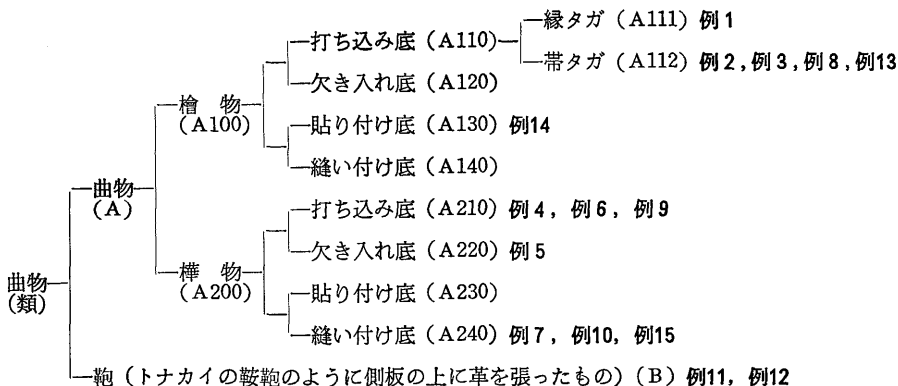 縁タガ（A111）例1
打ち込み底（A110）
帯タガ（A112）例2，例3，例8，例13
欠き入れ底（A120）
檜　物
（A100）
貼り付け底（A130）例14
縫い付け底（A140）
曲物
（A）
打ち込み底（A210）例4，例6，例9
欠き入れ底（A220）例5
樺　物
（A200）
貼り付け底（A230）
曲物
（類）
縫い付け底（A240）例7，例10，例15
鞄（トナカイの鞍鞄のように側板の上に革を張ったもの）（B）例11，例12